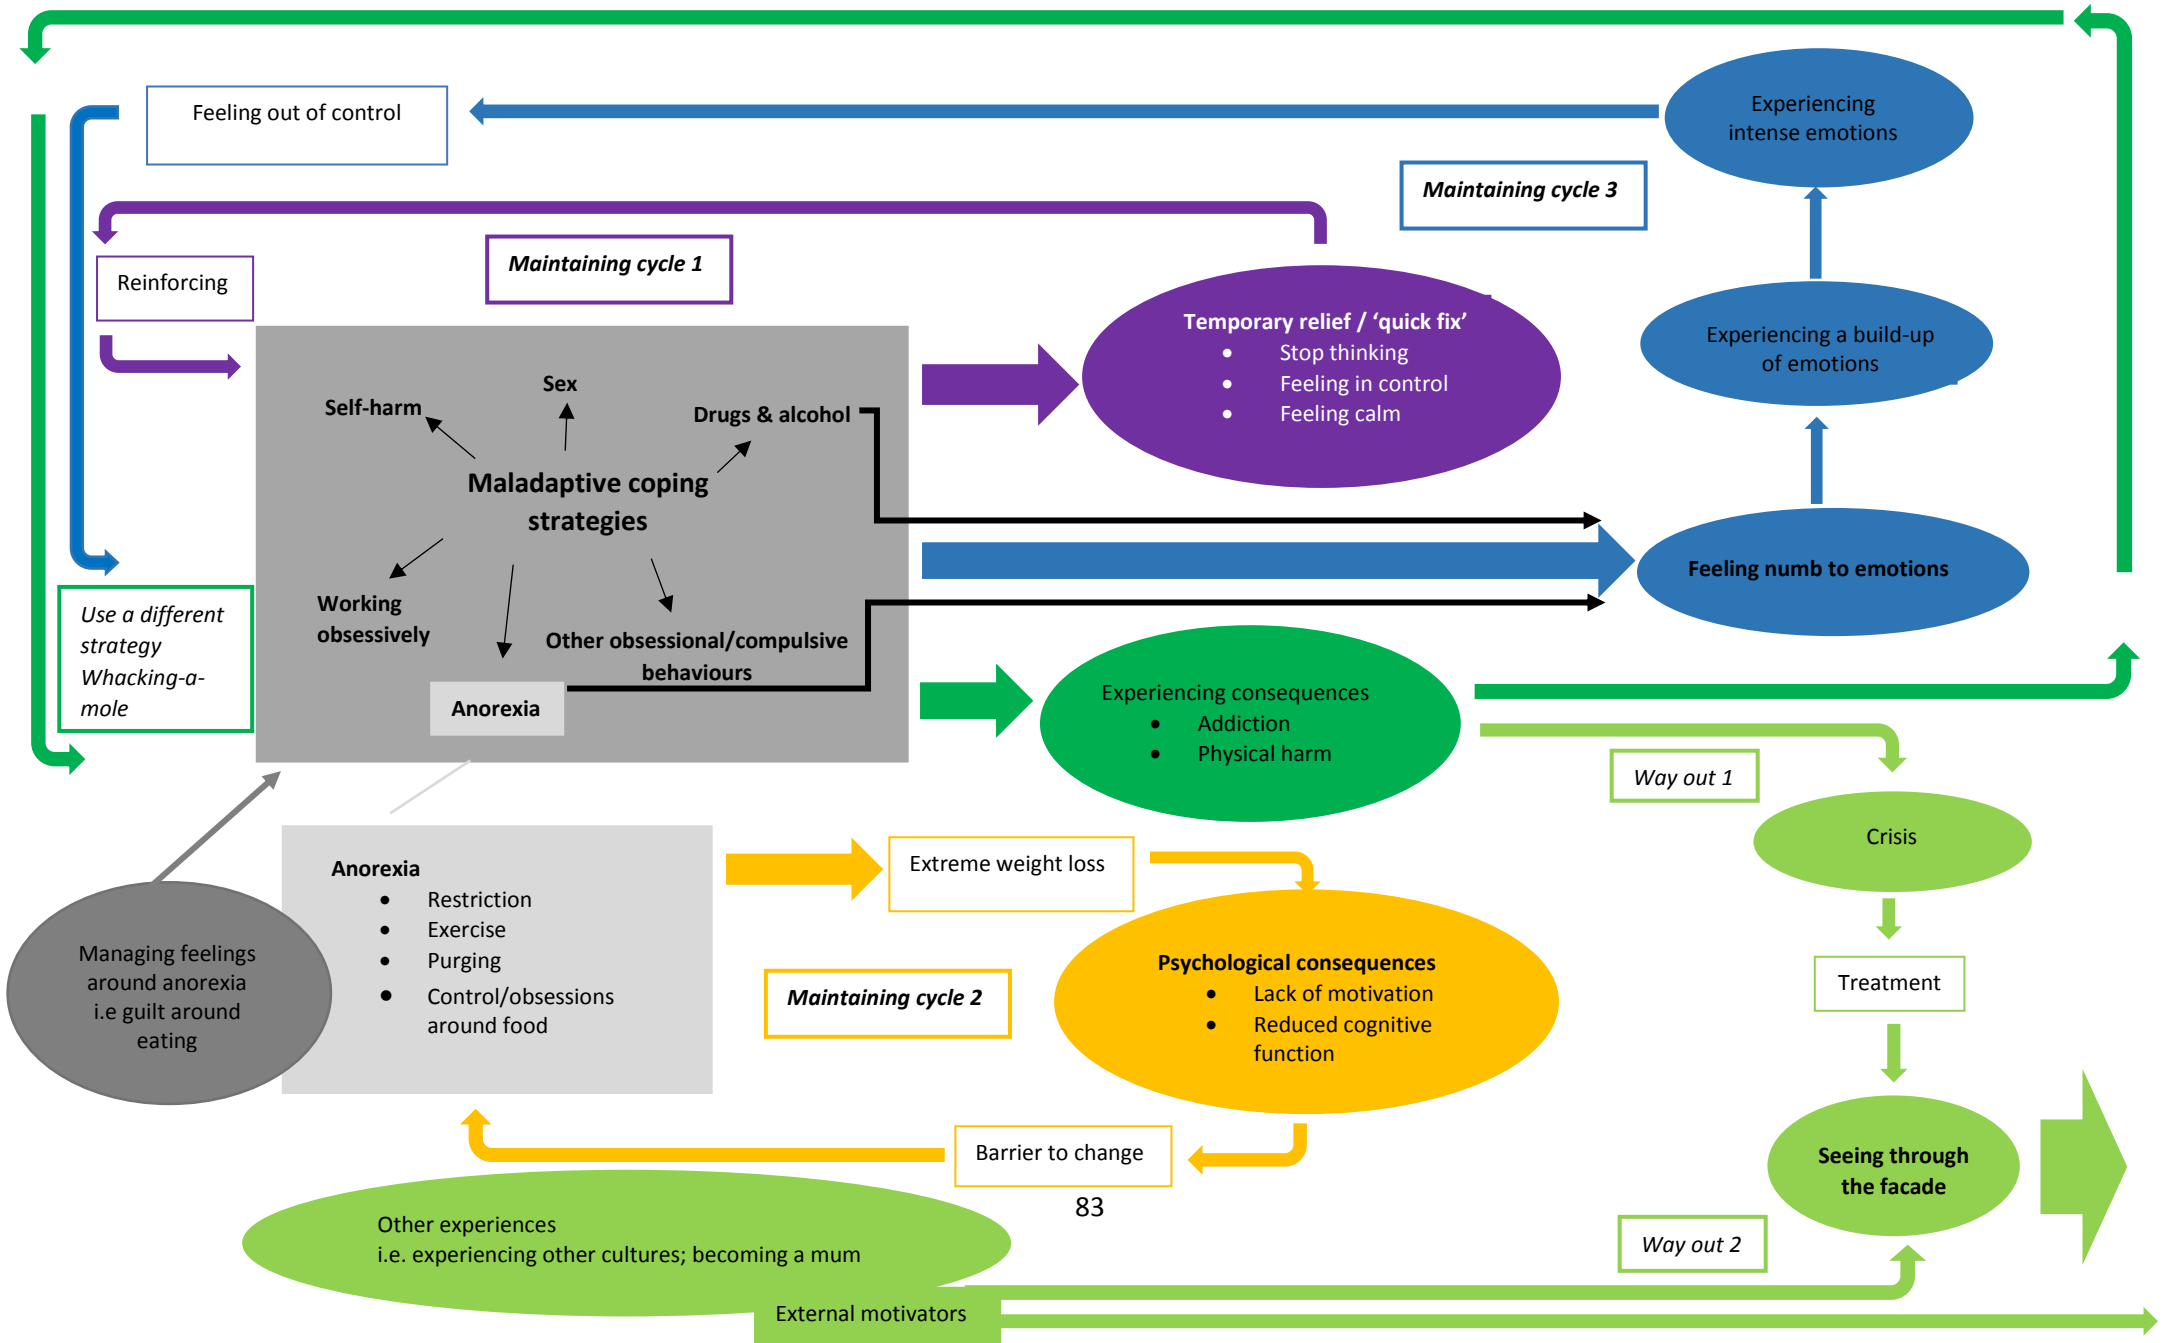 Feeling out of control
Experiencing
intense emotions
Maintaining cycle 3
Maintaining cycle 1
Reinforcing
Temporary relief / ‘quick fix’
• Stop thinking
• Feeling in control
• Feeling calm
Experiencing a build-up
of emotions
Sex
Self-harm
Drugs & alcohol
Maladaptive coping
strategies
Working
obsessively
Other obsessional/compulsive
behaviours
Anorexia
Feeling numb to emotions
Use a different
strategy
Whacking-a-
mole
Experiencing consequences
• Addiction
• Physical harm
Way out 1
Crisis
Anorexia
• Restriction
• Exercise
• Purging
• Control/obsessions
around food
Extreme weight loss
Managing feelings
around anorexia
i.e guilt around
eating
Maintaining cycle 2
Psychological consequences
• Lack of motivation
• Reduced cognitive
function
Treatment
Barrier to change
83
Seeing through
the facade
Other experiences
i.e. experiencing other cultures; becoming a mum
Way out 2
External motivators